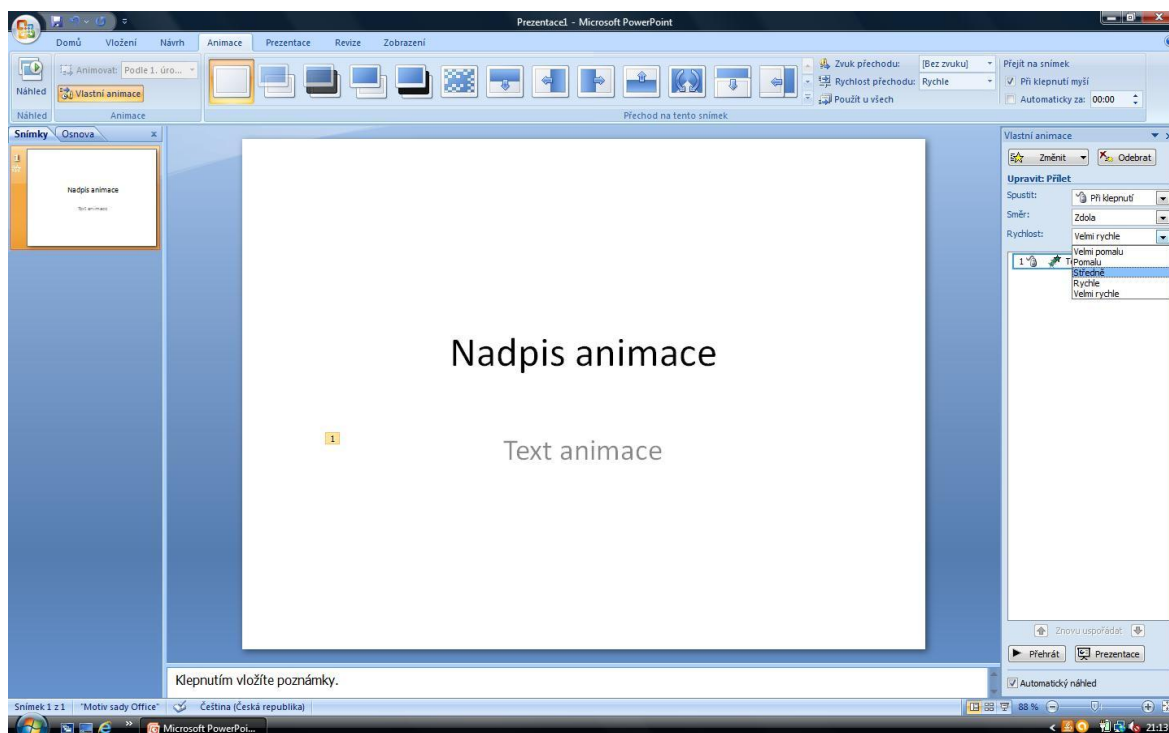 Prezentace1 - Microsoft PowerPoint
Domů Vložení Návrh Animace Prezentace Revize Zobrazení
Náhled
Animovat: Podle 1. úro...
Vlastní animace
Zvuk přechodu: [Bez zvuku]
Rychlost přechodu: Rychle
Použít u všech
Přejít na snímek
Při klepnutí myší
Automaticky za: 00:00
Náhled Animace Přechod na tento snímek
Snímky Osnova
1
Nadpis animace
Text animace
Nadpis animace
1
Text animace
Vlastní animace
Změnit Odebrat
Upravit: Přílet
Spustit: Při klepnutí
Směr: Zdola
Rychlost: Velmi rychle
Velmi pomalu
Pomalu
Středně
Rychle
Velmi rychle
1
Znovu uspořádat
Přehrát Prezentace
Automatický náhled
Klepnutím vložíte poznámky.
Snímek 1 z 1 "Motiv sady Office" Čeština (Česká republika) 88 %
Microsoft PowerPoi... 21:13